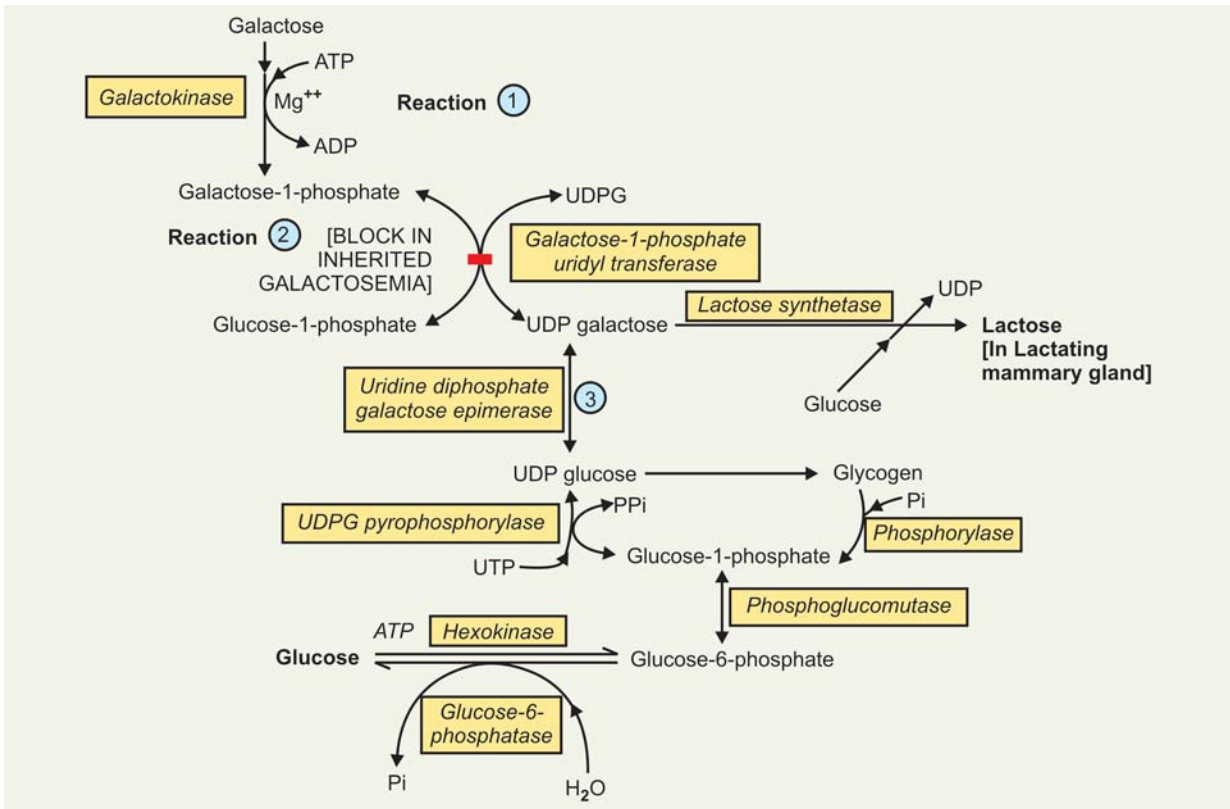 Galactose
ATP
Galactokinase
Mg++
Reaction 1
ADP
Galactose-1-phosphate
UDPG
Reaction 2
[BLOCK IN
INHERITED
GALACTOSEMIA]
Galactose-1-phosphate
uridyl transferase
Lactose synthetase
UDP
Glucose-1-phosphate
UDP galactose
Lactose
[In Lactating
mammary gland]
Glucose
Uridine diphosphate
galactose epimerase
3
UDP glucose
Glycogen
PPi
Pi
UDPG pyrophosphorylase
Phosphorylase
UTP
Glucose-1-phosphate
Phosphoglucomutase
ATP
Hexokinase
Glucose
Glucose-6-phosphate
Glucose-6-
phosphatase
Pi
H2O